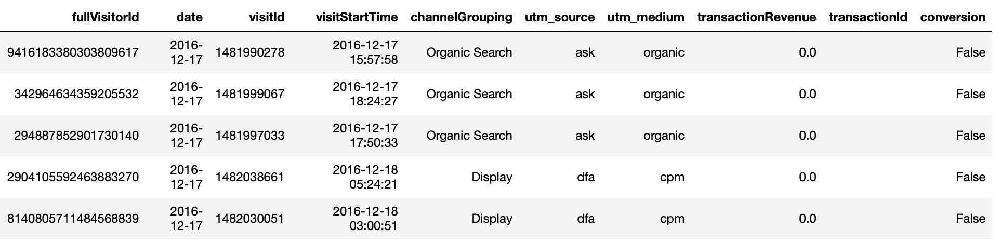 fullVisitorId date visitId visitStartTime channelGrouping utm_source utm_medium transactionRevenue transactionId conversion
9416183380303809617 2016-12-17 1481990278 2016-12-17 15:57:58 Organic Search ask organic 0.0 False
342964634359205532 2016-12-17 1481999067 2016-12-17 18:24:27 Organic Search ask organic 0.0 False
294887852901730140 2016-12-17 1481997033 2016-12-17 17:50:33 Organic Search ask organic 0.0 False
2904105592463883270 2016-12-17 1482038661 2016-12-18 05:24:21 Display dfa cpm 0.0 False
8140805711484568839 2016-12-17 1482030051 2016-12-18 03:00:51 Display dfa cpm 0.0 False